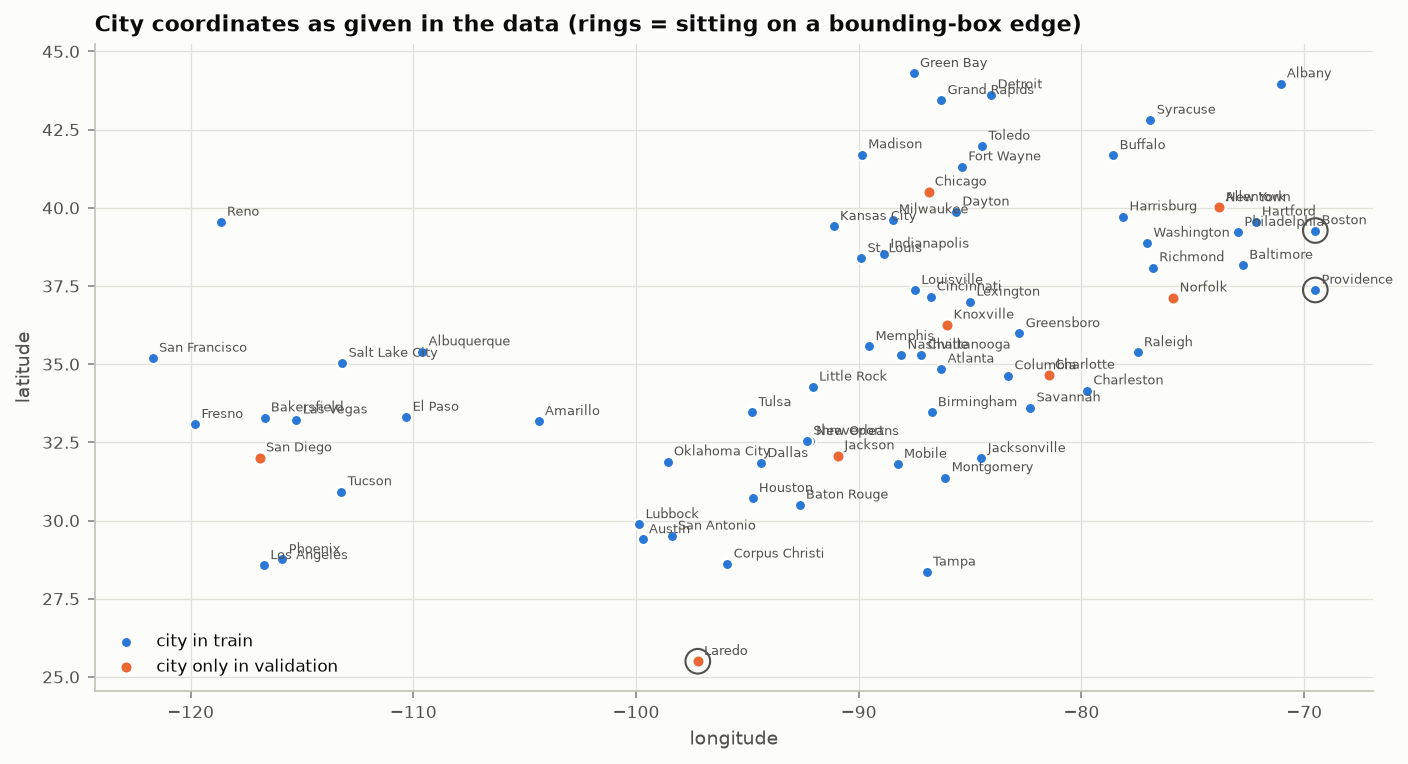 City coordinates as given in the data (rings = sitting on a bounding-box edge)
45.0
42.5
40.0
37.5
35.0
32.5
30.0
27.5
25.0
latitude
Green Bay
Detroit
Grand Rapids
Albany
Syracuse
Toledo
Madison
Buffalo
Fort Wayne
Chicago
Allentown
New York
Dayton
Milwaukee
Harrisburg
Hartford
Reno
Kansas City
Philadelphia
Boston
Washington
Indianapolis
St. Louis
Richmond
Baltimore
Louisville
Providence
Cincinnati
Lexington
Norfolk
Knoxville
Greensboro
Memphis
Raleigh
San Francisco
Albuquerque
Salt Lake City
Nashville
Chattanooga
Atlanta
Columbia
Charlotte
Little Rock
Charleston
Fresno
Bakersfield
Las Vegas
El Paso
Amarillo
Tulsa
Birmingham
Savannah
Shreveport
New Orleans
San Diego
Oklahoma City
Dallas
Jackson
Mobile
Jacksonville
Montgomery
Tucson
Houston
Baton Rouge
Lubbock
Austin
San Antonio
Phoenix
Los Angeles
Corpus Christi
Tampa
Laredo
city in train
city only in validation
−120
−110
−100
−90
−80
−70
longitude